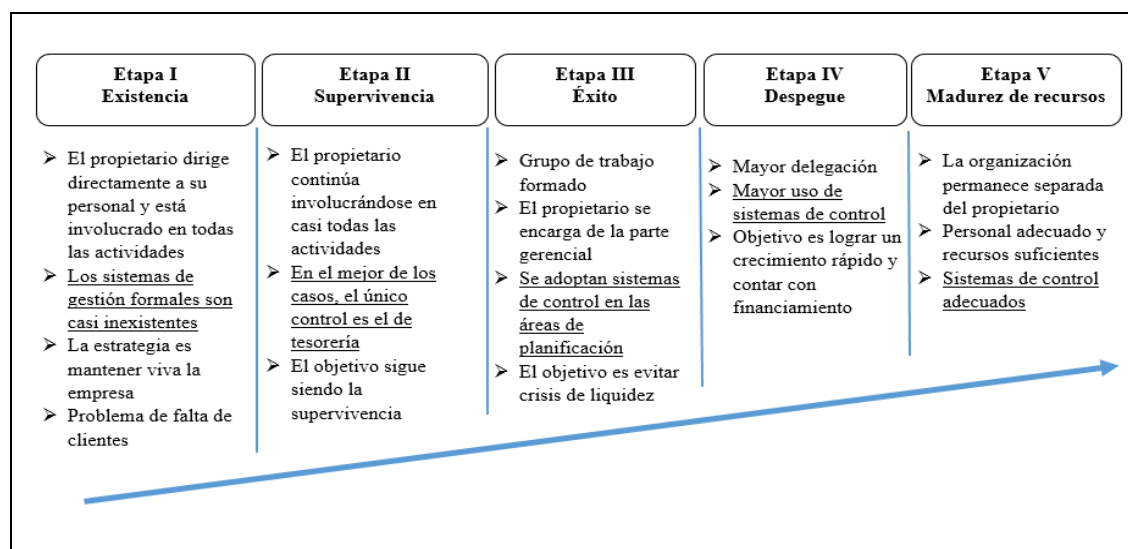 Etapa I
Existencia
Etapa II
Supervivencia
Etapa III
Éxito
Etapa IV
Despegue
Etapa V
Madurez de recursos
➢ El propietario dirige
directamente a su
personal y está
involucrado en todas
las actividades
➢ Los sistemas de
gestión formales son
casi inexistentes
➢ La estrategia es
mantener viva la
empresa
➢ Problema de falta de
clientes
➢ El propietario
continúa
involucrándose en
casi todas las
actividades
➢ En el mejor de los
casos, el único
control es el de
tesorería
➢ El objetivo sigue
siendo la
supervivencia
➢ Grupo de trabajo
formado
➢ El propietario se
encarga de la parte
gerencial
➢ Se adoptan sistemas
de control en las
áreas de
planificación
➢ El objetivo es evitar
crisis de liquidez
➢ Mayor delegación
➢ Mayor uso de
sistemas de control
➢ Objetivo es lograr un
crecimiento rápido y
contar con
financiamiento
➢ La organización
permanece separada
del propietario
➢ Personal adecuado y
recursos suficientes
➢ Sistemas de control
adecuados